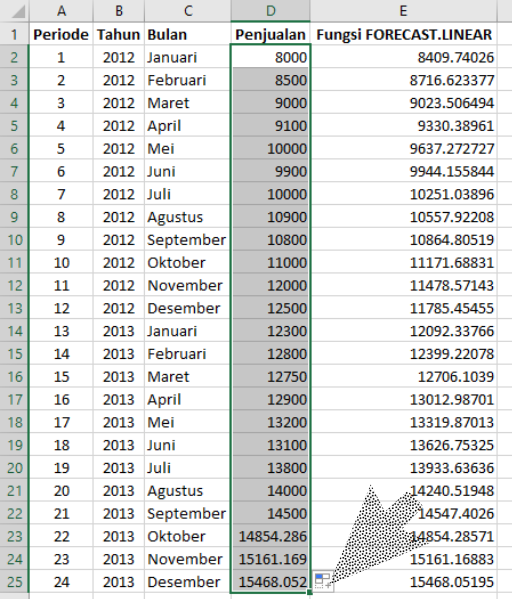 A B C D E
1 Periode Tahun Bulan Penjualan Fungsi FORECAST.LINEAR
2 1 2012 Januari 8000 8409.74026
3 2 2012 Februari 8500 8716.623377
4 3 2012 Maret 9000 9023.506494
5 4 2012 April 9100 9330.38961
6 5 2012 Mei 10000 9637.272727
7 6 2012 Juni 9900 9944.155844
8 7 2012 Juli 10000 10251.03896
9 8 2012 Agustus 10900 10557.92208
10 9 2012 September 10800 10864.80519
11 10 2012 Oktober 11000 11171.68831
12 11 2012 November 12000 11478.57143
13 12 2012 Desember 12500 11785.45455
14 13 2013 Januari 12300 12092.33766
15 14 2013 Februari 12800 12399.22078
16 15 2013 Maret 12750 12706.1039
17 16 2013 April 12900 13012.98701
18 17 2013 Mei 13200 13319.87013
19 18 2013 Juni 13100 13626.75325
20 19 2013 Juli 13800 13933.63636
21 20 2013 Agustus 14000 14240.51948
22 21 2013 September 14500 14547.4026
23 22 2013 Oktober 14854.286 14854.28571
24 23 2013 November 15161.169 15161.16883
25 24 2013 Desember 15468.052 15468.05195